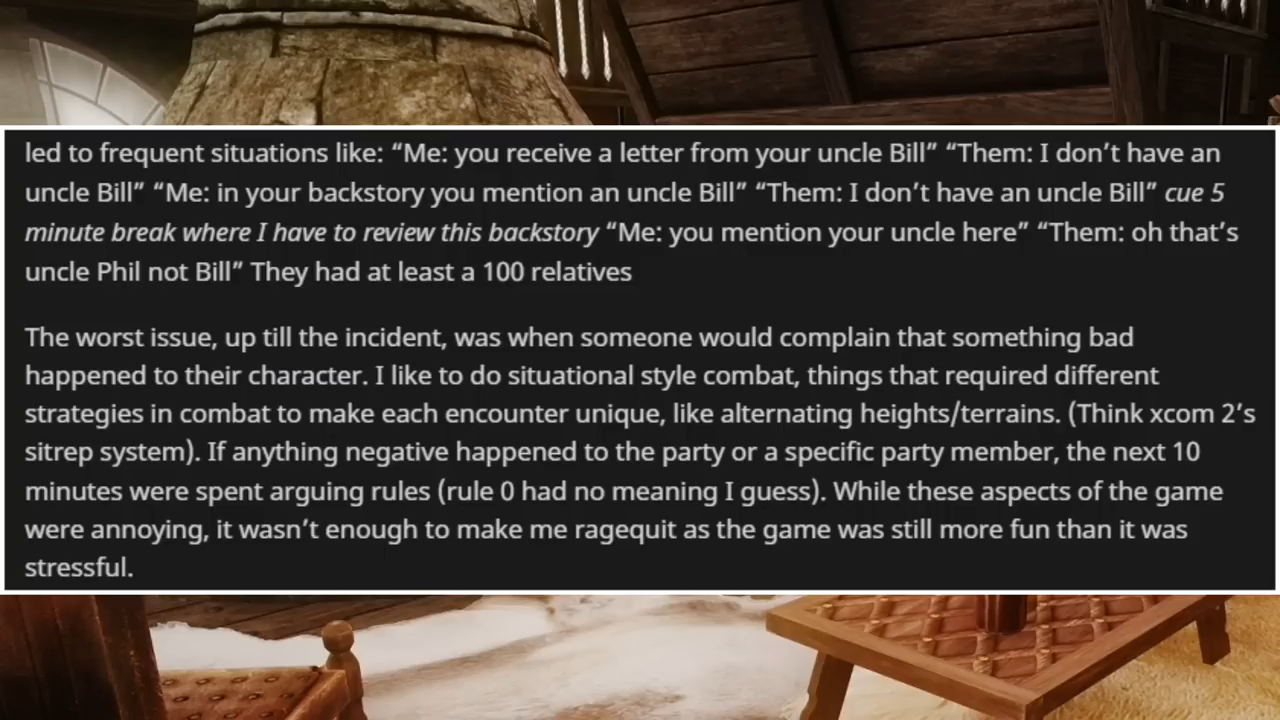 led to frequent situations like: “Me: you receive a letter from your uncle Bill” “Them: I don’t have an
uncle Bill” “Me: in your backstory you mention an uncle Bill” “Them: I don’t have an uncle Bill” cue 5
minute break where I have to review this backstory “Me: you mention your uncle here” “Them: oh that’s
uncle Phil not Bill” They had at least a 100 relatives
The worst issue, up till the incident, was when someone would complain that something bad
happened to their character. I like to do situational style combat, things that required different
strategies in combat to make each encounter unique, like alternating heights/terrains. (Think xcom 2’s
sitrep system). If anything negative happened to the party or a specific party member, the next 10
minutes were spent arguing rules (rule 0 had no meaning I guess). While these aspects of the game
were annoying, it wasn’t enough to make me ragequit as the game was still more fun than it was
stressful.